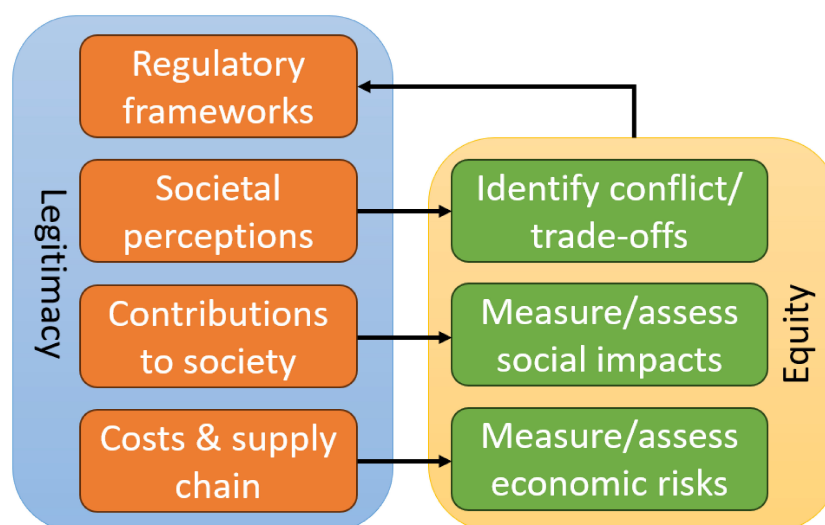 Legitimacy
Regulatory
frameworks
Societal
perceptions
Contributions
to society
Costs & supply
chain
Identify conflict/
trade-offs
Measure/assess
social impacts
Measure/assess
economic risks
Equity